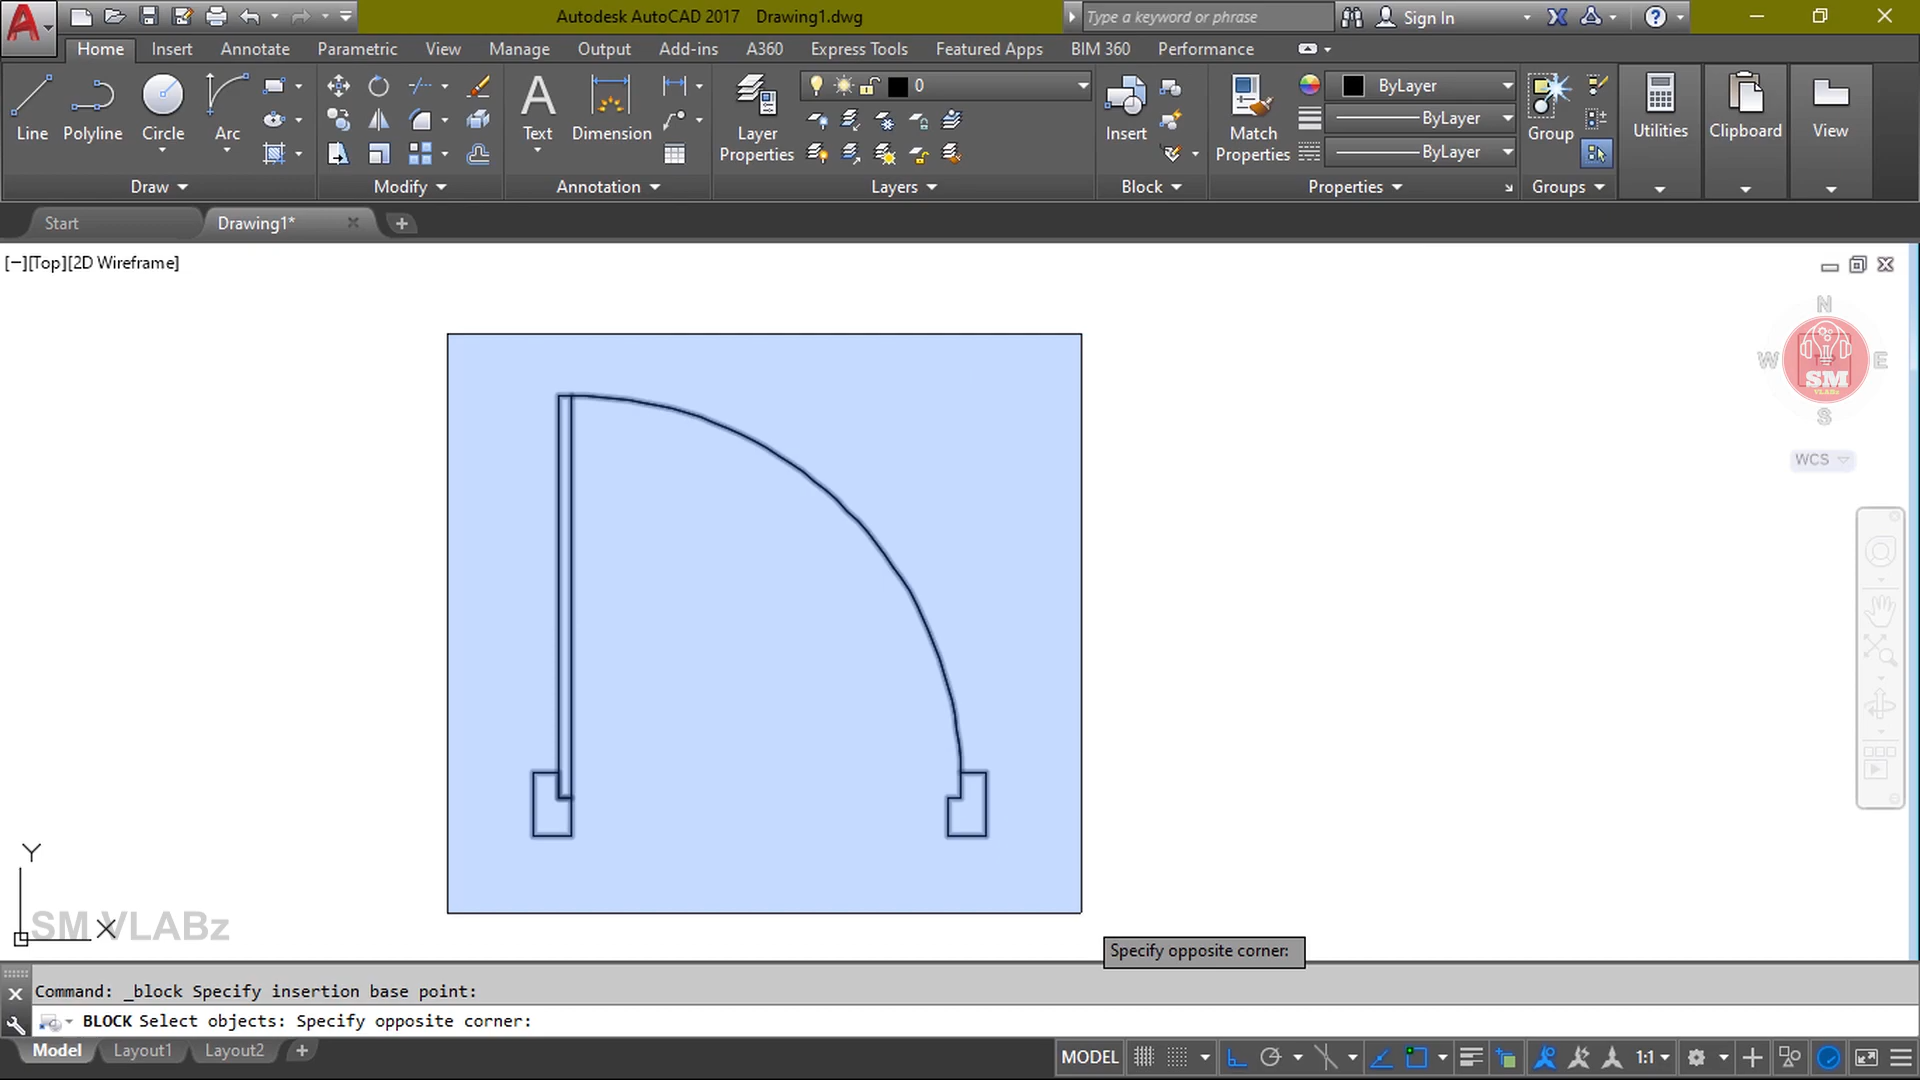 Autodesk AutoCAD 2017 Drawing1.dwg
Type a keyword or phrase
Sign In
Home Insert Annotate Parametric View Manage Output Add-ins A360 Express Tools Featured Apps BIM 360 Performance
Line Polyline Circle Arc
Text Dimension
Layer Properties
0
Insert
Match Properties
ByLayer
ByLayer
ByLayer
Group
Utilities
Clipboard
View
Draw Modify Annotation Layers Block Properties Groups
Start Drawing1*
[−][Top][2D Wireframe]
N
W E
SM
VLABz
S
WCS
Y
X
SM VLABz
Specify opposite corner:
Command: _block Specify insertion base point:
BLOCK Select objects: Specify opposite corner:
Model Layout1 Layout2
MODEL 1:1